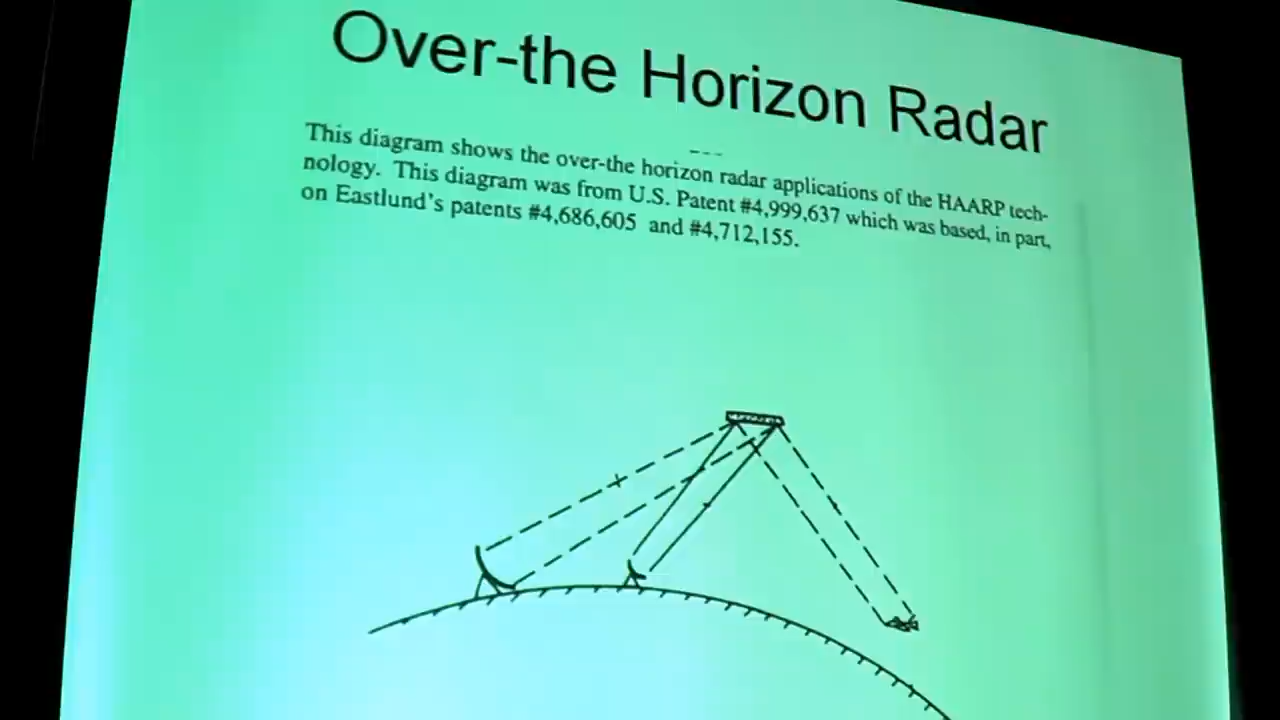 Over-the Horizon Radar
This diagram shows the over-the horizon radar applications of the HAARP tech-
nology. This diagram was from U.S. Patent #4,999,637 which was based, in part,
on Eastlund's patents #4,686,605 and #4,712,155.